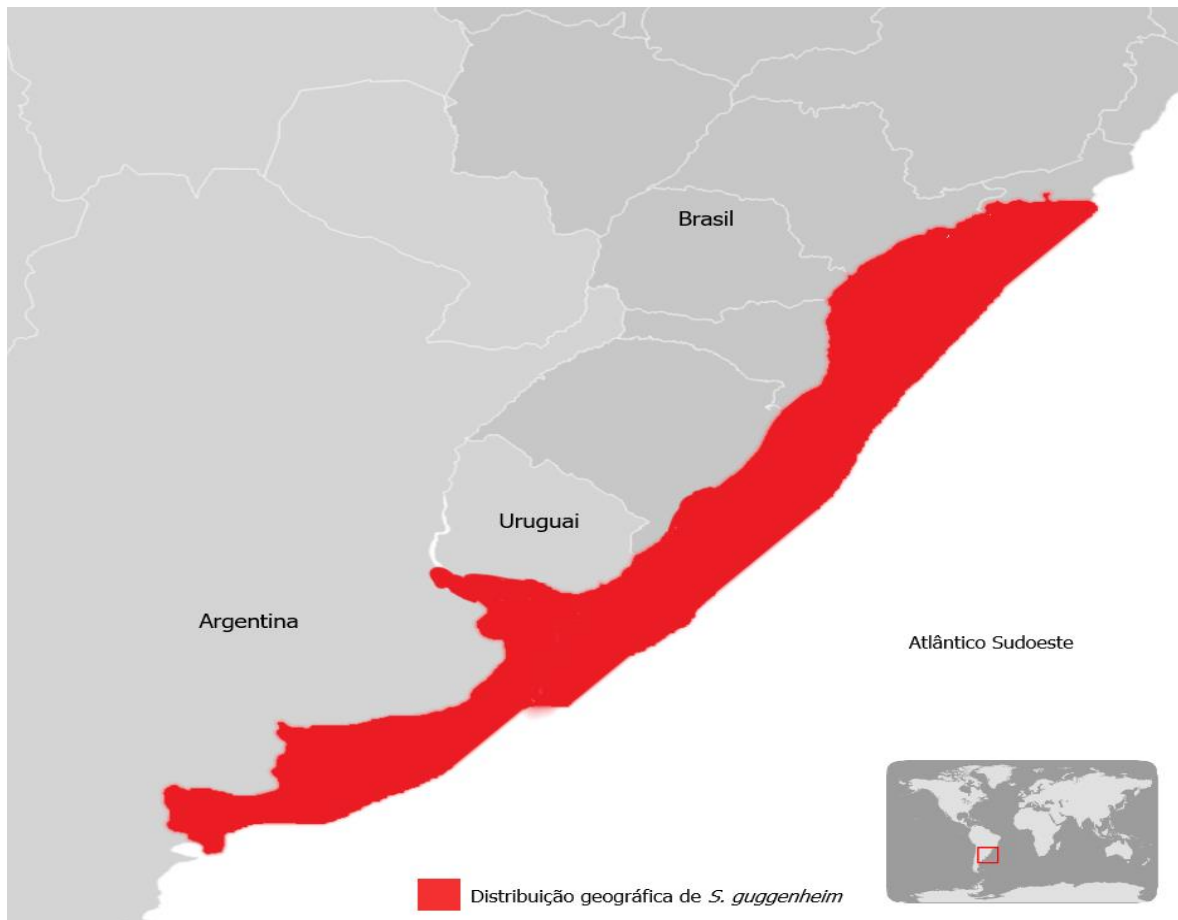 Brasil
Uruguai
Argentina
Atlântico Sudoeste
Distribuição geográfica de S. guggenheim